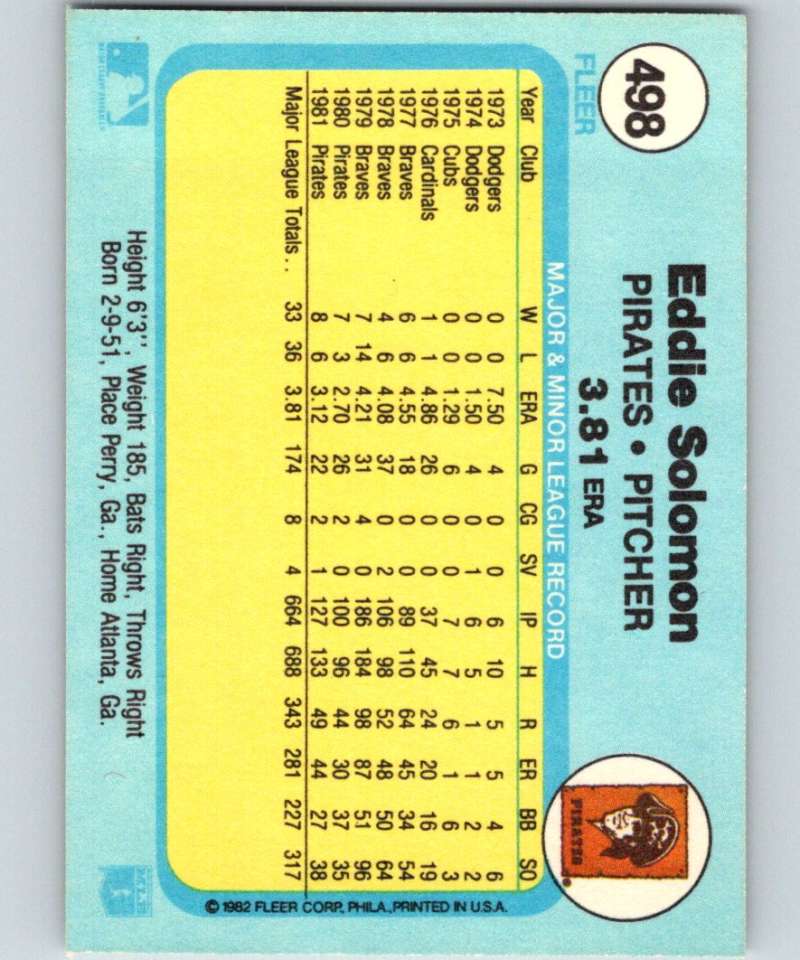 498
FLEER
Eddie Solomon
PIRATES • PITCHER
3.81 ERA
PIRATES
MAJOR & MINOR LEAGUE RECORD
Year Club W L ERA G CG SV IP H R ER BB SO
1973 Dodgers 0 0 7.50 4 0 0 6 10 5 5 4 6
1974 Dodgers 0 0 1.50 4 0 1 6 5 1 1 2 2
1975 Cubs 0 0 1.29 6 0 0 7 7 6 1 6 3
1976 Cardinals 1 1 4.86 26 0 0 37 45 24 20 16 19
1977 Braves 6 6 4.55 18 0 0 89 110 64 45 34 54
1978 Braves 4 6 4.08 37 0 2 106 98 52 48 50 64
1979 Braves 7 14 4.21 31 4 0 186 184 98 87 51 96
1980 Pirates 7 3 2.70 26 2 0 100 96 44 30 37 35
1981 Pirates 8 6 3.12 22 2 1 127 133 49 44 27 38
Major League Totals . . 33 36 3.81 174 8 4 664 688 343 281 227 317
© 1982 FLEER CORP., PHILA., PRINTED IN U.S.A.
Height 6'3", Weight 185, Bats Right, Throws Right
Born 2-9-51, Place Perry, Ga., Home Atlanta, Ga.